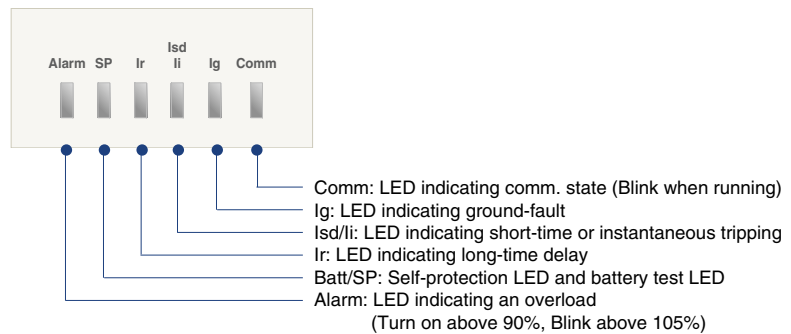 Isd
Alarm SP Ir Ii Ig Comm
Comm: LED indicating comm. state (Blink when running)
Ig: LED indicating ground-fault
Isd/Ii: LED indicating short-time or instantaneous tripping
Ir: LED indicating long-time delay
Batt/SP: Self-protection LED and battery test LED
Alarm: LED indicating an overload
(Turn on above 90%, Blink above 105%)